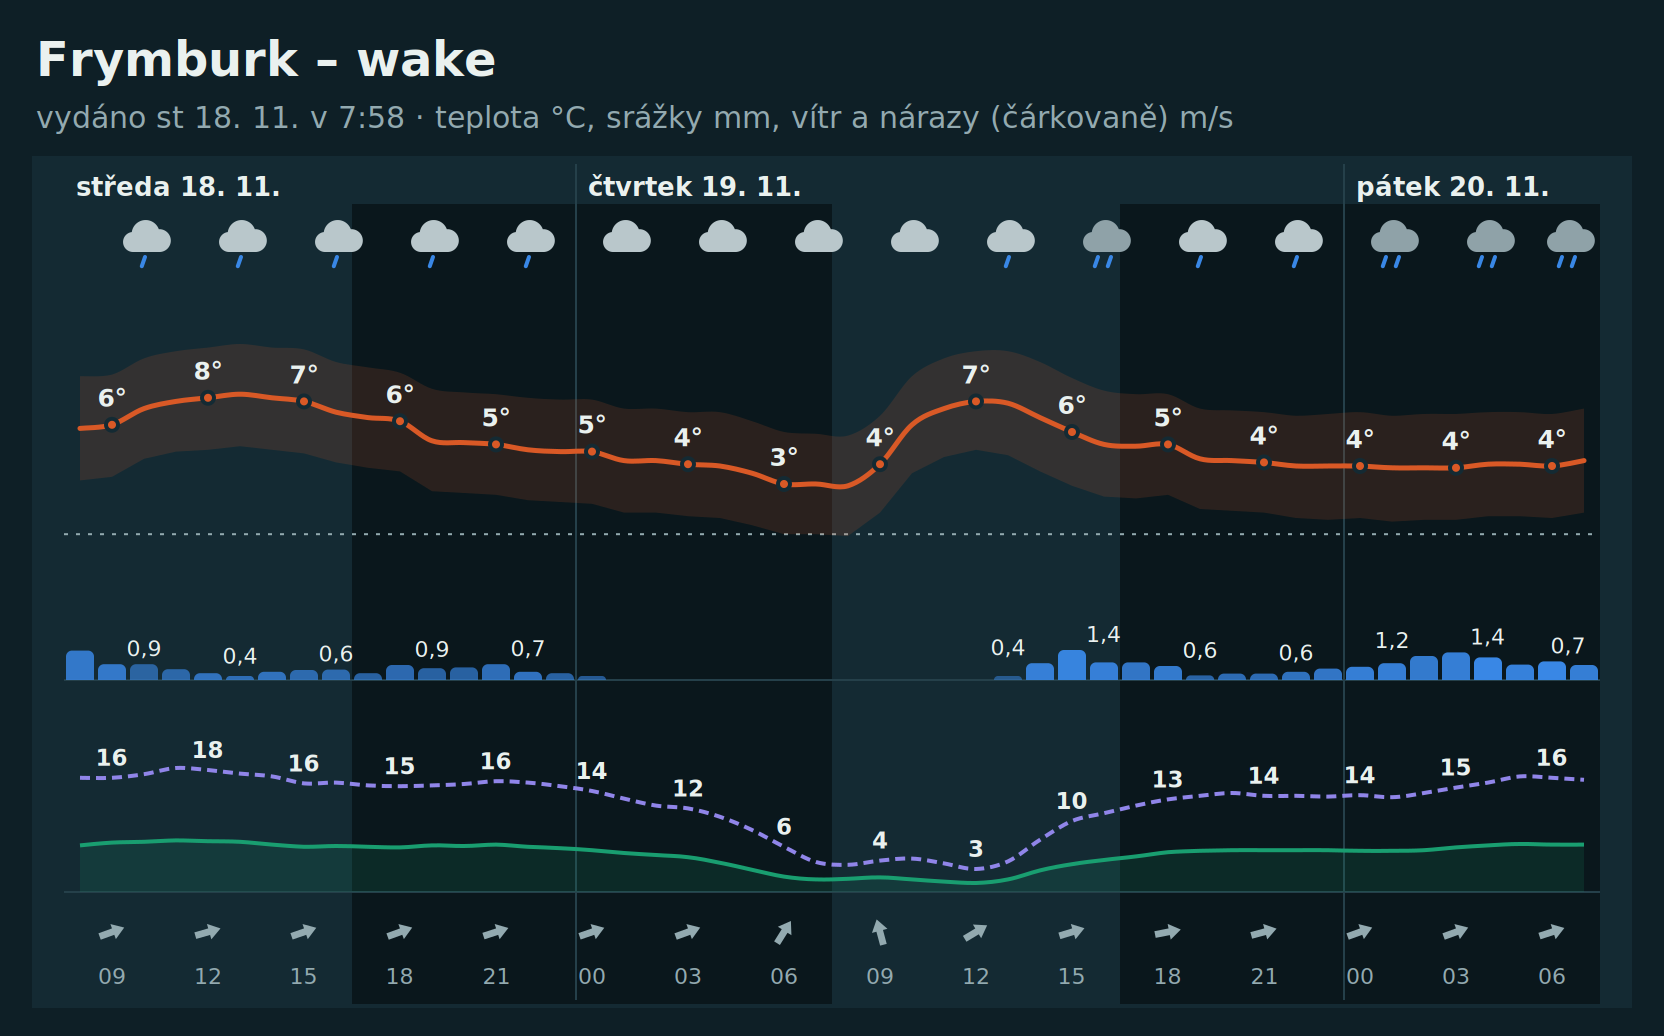 Frymburk – wake
vydáno st 18. 11. v 7:58 · teplota °C, srážky mm, vítr a nárazy (čárkovaně) m/s
středa 18. 11. čtvrtek 19. 11. pátek 20. 11.
6° 8° 7° 6° 5° 5° 4° 3° 4° 7° 6° 5° 4° 4° 4° 4°
0,9 0,4 0,6 0,9 0,7 0,4 1,4 0,6 0,6 1,2 1,4 0,7
16 18 16 15 16 14 12 6 4 3 10 13 14 14 15 16
09 12 15 18 21 00 03 06 09 12 15 18 21 00 03 06